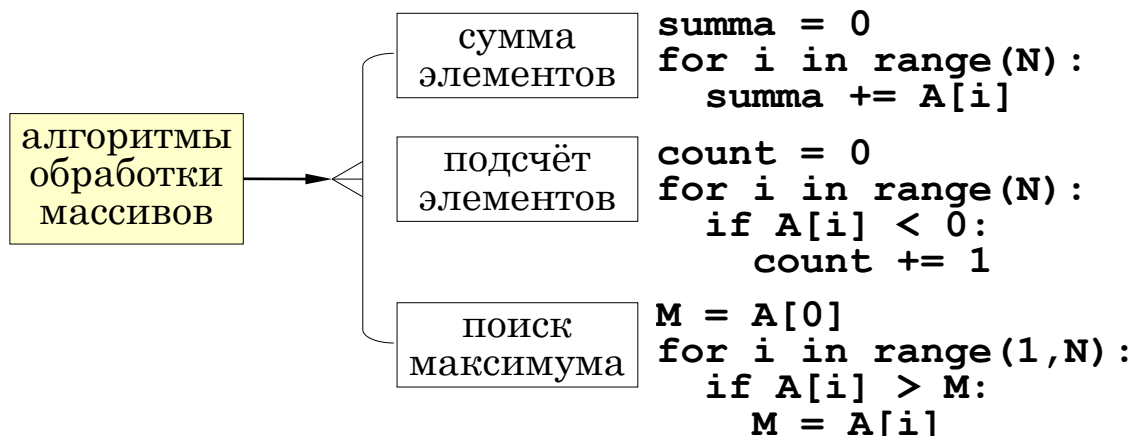 алгоритмы
обработки
массивов
сумма
элементов
summa = 0
for i in range(N):
  summa += A[i]
подсчёт
элементов
count = 0
for i in range(N):
  if A[i] < 0:
    count += 1
поиск
максимума
M = A[0]
for i in range(1,N):
  if A[i] > M:
    M = A[i]